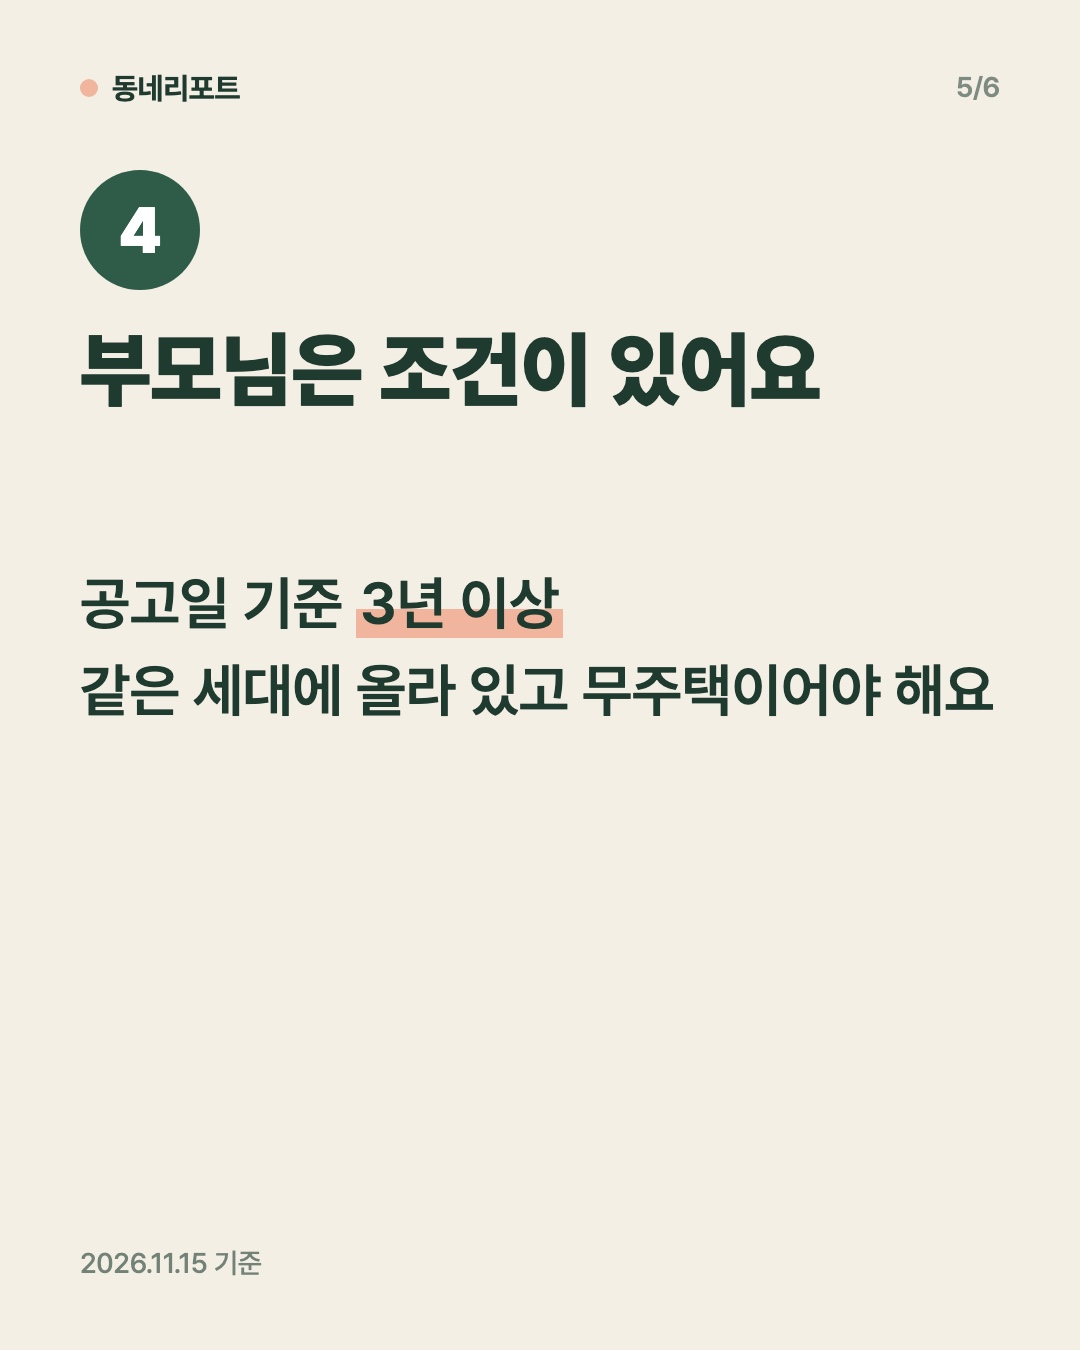 동네리포트
5/6
4
부모님은 조건이 있어요
공고일 기준 3년 이상
같은 세대에 올라 있고 무주택이어야 해요
2026.11.15 기준